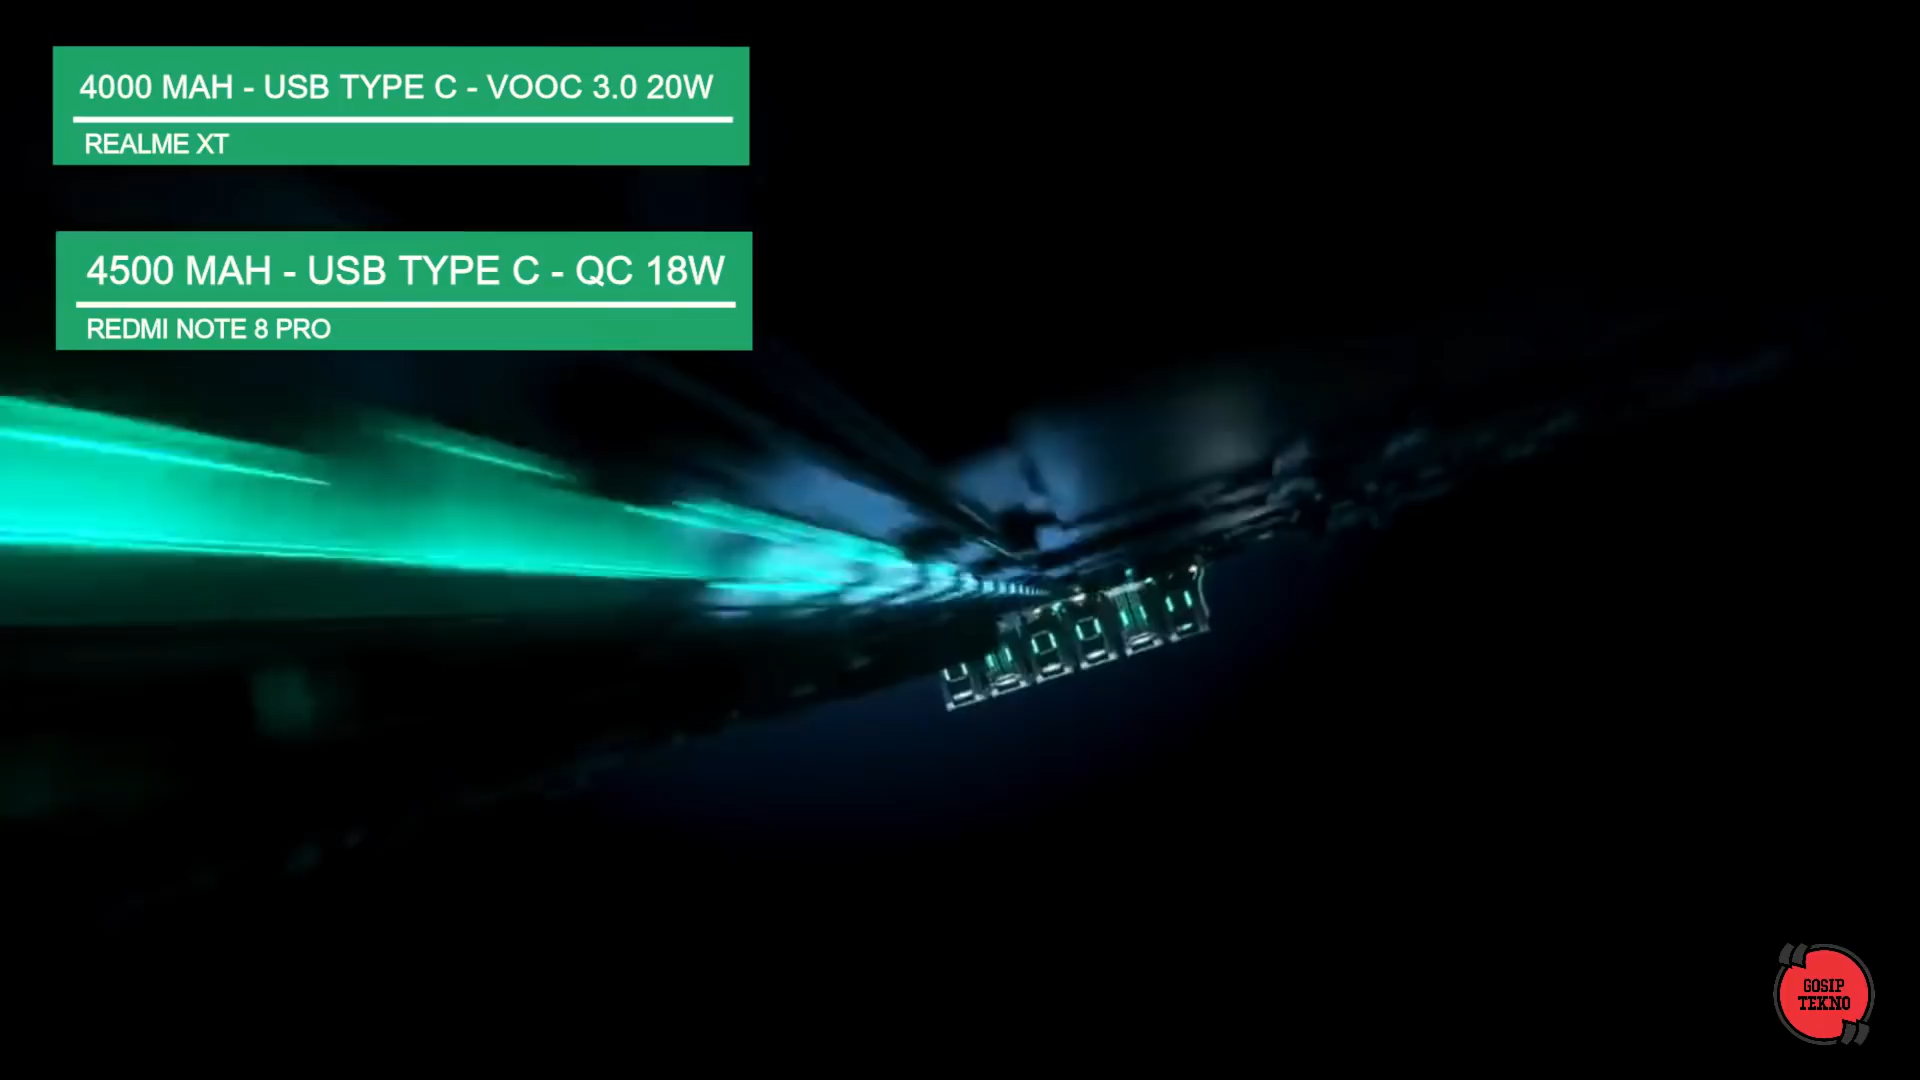 4000 MAH - USB TYPE C - VOOC 3.0 20W
REALME XT
4500 MAH - USB TYPE C - QC 18W
REDMI NOTE 8 PRO
GOSIP
TEKNO